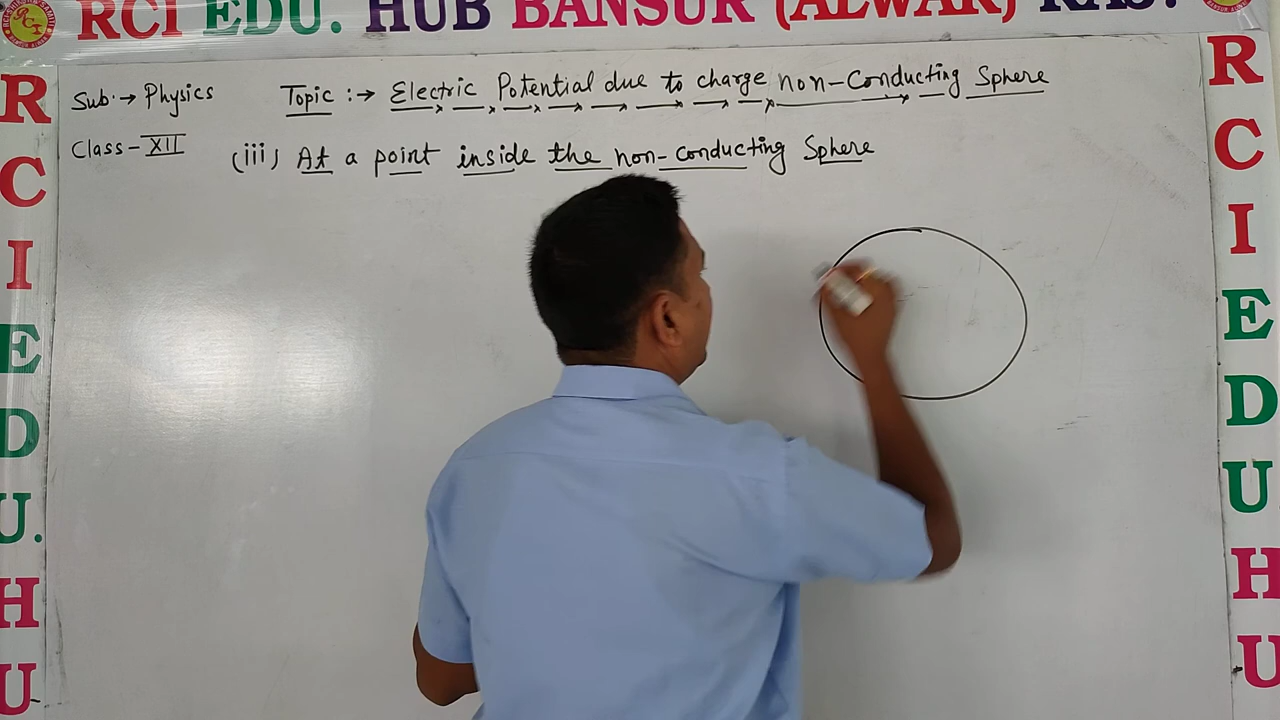 RCI EDU. HUB BANSUR (ALWAR) RAJ.
Sub. → Physics
Topic :→ Electric Potential due to charge non-Conducting Sphere
Class - XII
(iii) At a point inside the non-conducting Sphere
R
C
I
E
D
U.
H
U
R
C
I
E
D
U.
H
U